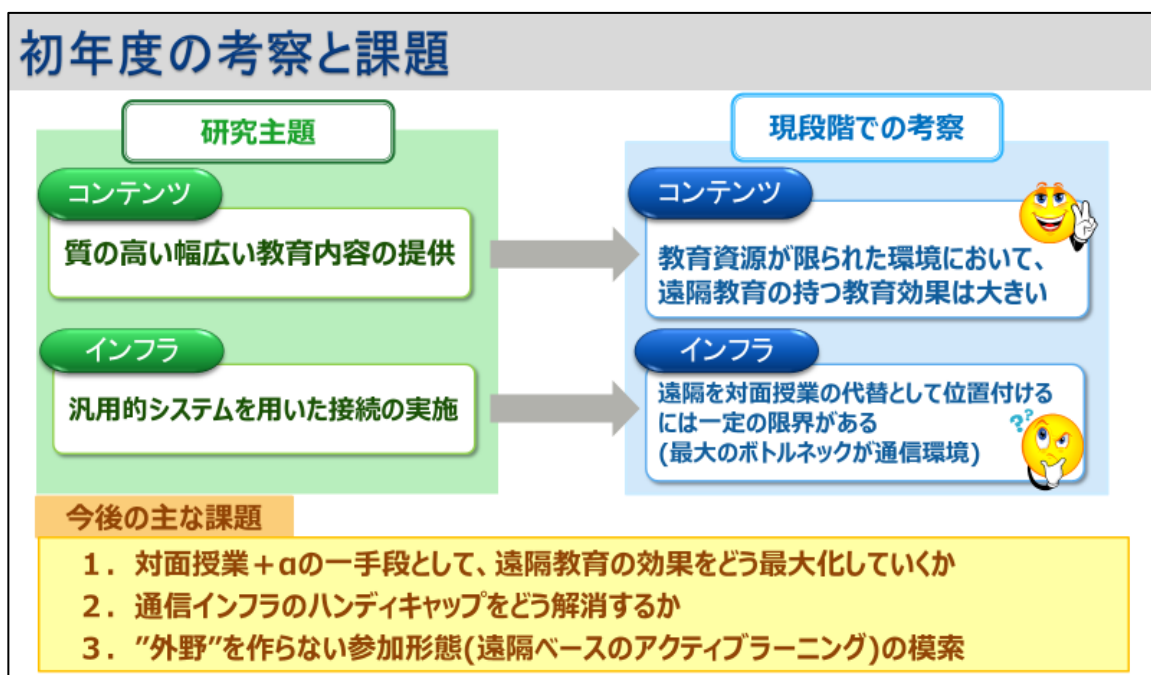 初年度の考察と課題
研究主題
コンテンツ
質の高い幅広い教育内容の提供
インフラ
汎用的システムを用いた接続の実施
現段階での考察
コンテンツ
教育資源が限られた環境において、
遠隔教育の持つ教育効果は大きい
インフラ
遠隔を対面授業の代替として位置付ける
には一定の限界がある
(最大のボトルネックが通信環境)
??
今後の主な課題
1. 対面授業+αの一手段として、遠隔教育の効果をどう最大化していくか
2. 通信インフラのハンディキャップをどう解消するか
3. ”外野”を作らない参加形態(遠隔ベースのアクティブラーニング)の模索